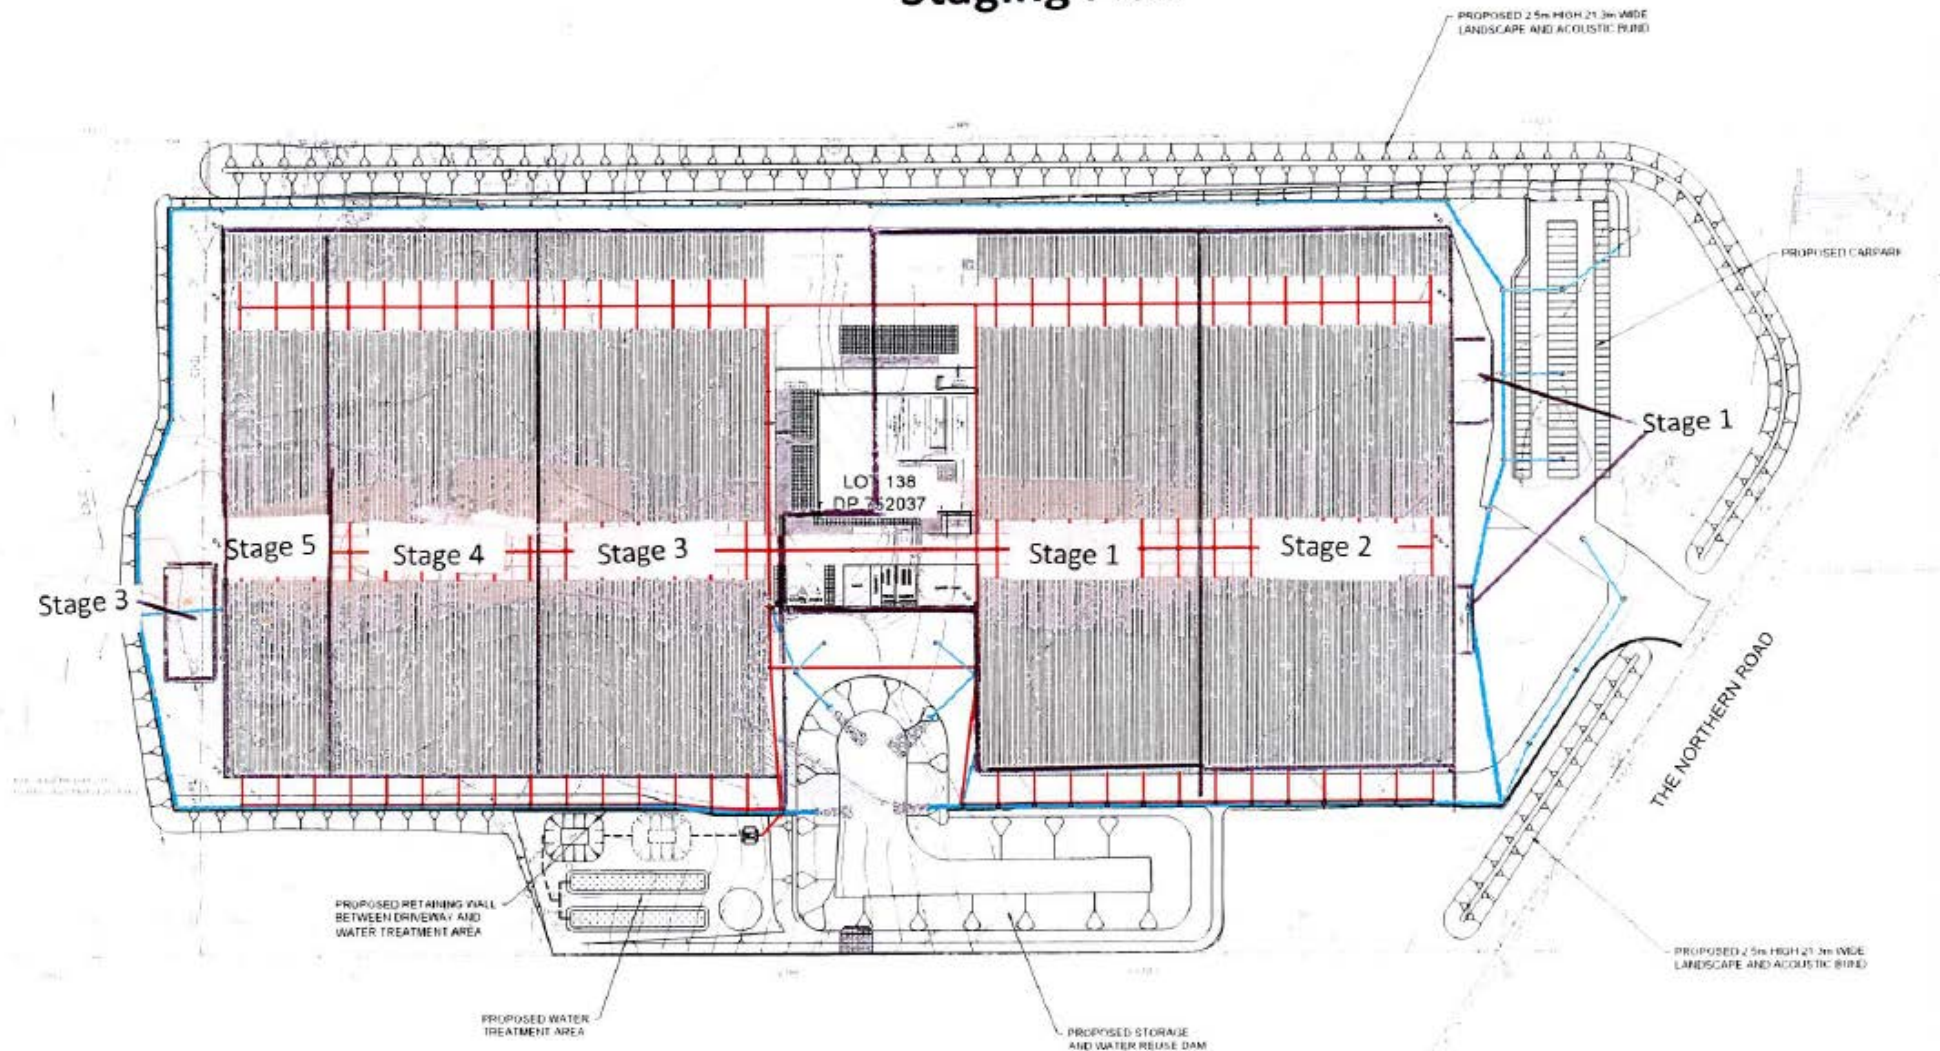 PROPOSED 2.5m HIGH 21.3m WIDE
LANDSCAPE AND ACOUSTIC BUND
PROPOSED CARPARK
Stage 1
LOT 138
DP 752037
Stage 5
Stage 4
Stage 3
Stage 1
Stage 2
Stage 3
THE NORTHERN ROAD
PROPOSED RETAINING WALL
BETWEEN DRIVEWAY AND
WATER TREATMENT AREA
PROPOSED 2.5m HIGH 21.3m WIDE
LANDSCAPE AND ACOUSTIC BUND
PROPOSED WATER
TREATMENT AREA
PROPOSED STORAGE
AND WATER REUSE DAM